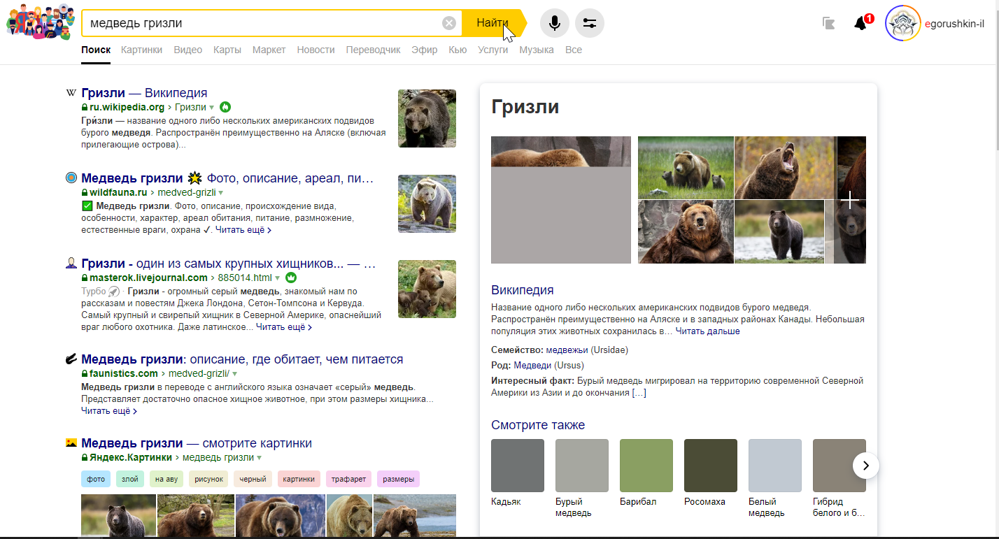 медведь гризли
Найти
1
egorushkin-il
Поиск Картинки Видео Карты Маркет Новости Переводчик Эфир Кью Услуги Музыка Все
Гризли — Википедия
ru.wikipedia.org › Гризли
Гри́зли — название одного либо нескольких американских подвидов
бурого медведя. Распространён преимущественно на Аляске (включая
прилегающие острова)...
Медведь гризли 🌟 Фото, описание, ареал, пи…
wildfauna.ru › medved-grizli
✅ Медведь гризли. Фото, описание, происхождение вида,
особенности, характер, ареал обитания, питание, размножение,
естественные враги, охрана ✓. Читать ещё ›
Гризли - один из самых крупных хищников... — …
masterok.livejournal.com › 885014.html
Турбо · Гризли - огромный серый медведь, знакомый нам по
рассказам и повестям Джека Лондона, Сетон-Томпсона и Кервуда.
Самый крупный и свирепый хищник в Северной Америке, опаснейший
враг любого охотника. Даже латинское... Читать ещё ›
Медведь гризли: описание, где обитает, чем питается
faunistics.com › medved-grizli/
Медведь гризли в переводе с английского языка означает «серый» медведь.
Представляет достаточно опасное хищное животное, при этом размеры хищника...
Читать ещё ›
Медведь гризли — смотрите картинки
Яндекс.Картинки › медведь гризли
фото злой на аву рисунок черный картинки трафарет размеры
Гризли
Википедия
Название одного либо нескольких американских подвидов бурого медведя.
Распространён преимущественно на Аляске и в западных районах Канады. Небольшая
популяция этих животных сохранилась в… Читать дальше
Семейство: медвежьи (Ursidae)
Род: Медведи (Ursus)
Интересный факт: Бурый медведь мигрировал на территорию современной Северной
Америки из Азии и до окончания […]
Смотрите также
Кадьяк
Бурый
медведь
Барибал
Росомаха
Белый
медведь
Гибрид
белого и б…